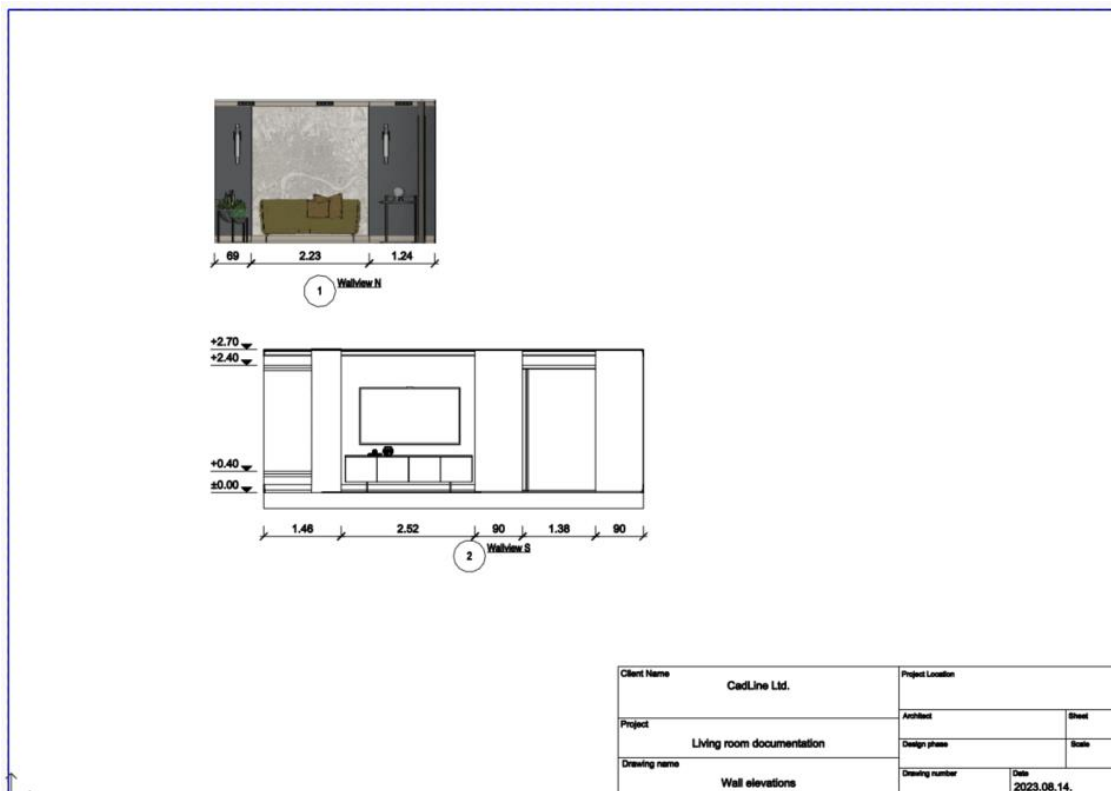 69 2.23 1.24
1 Wallview N
+2.70
+2.40
+0.40
±0.00
1.46 2.52 90 1.38 90
2 Wallview S
Client Name
CadLine Ltd.
Project Location
Project
Living room documentation
Architect
Sheet
Design phase
Scale
Drawing name
Wall elevations
Drawing number
Date
2023.08.14.